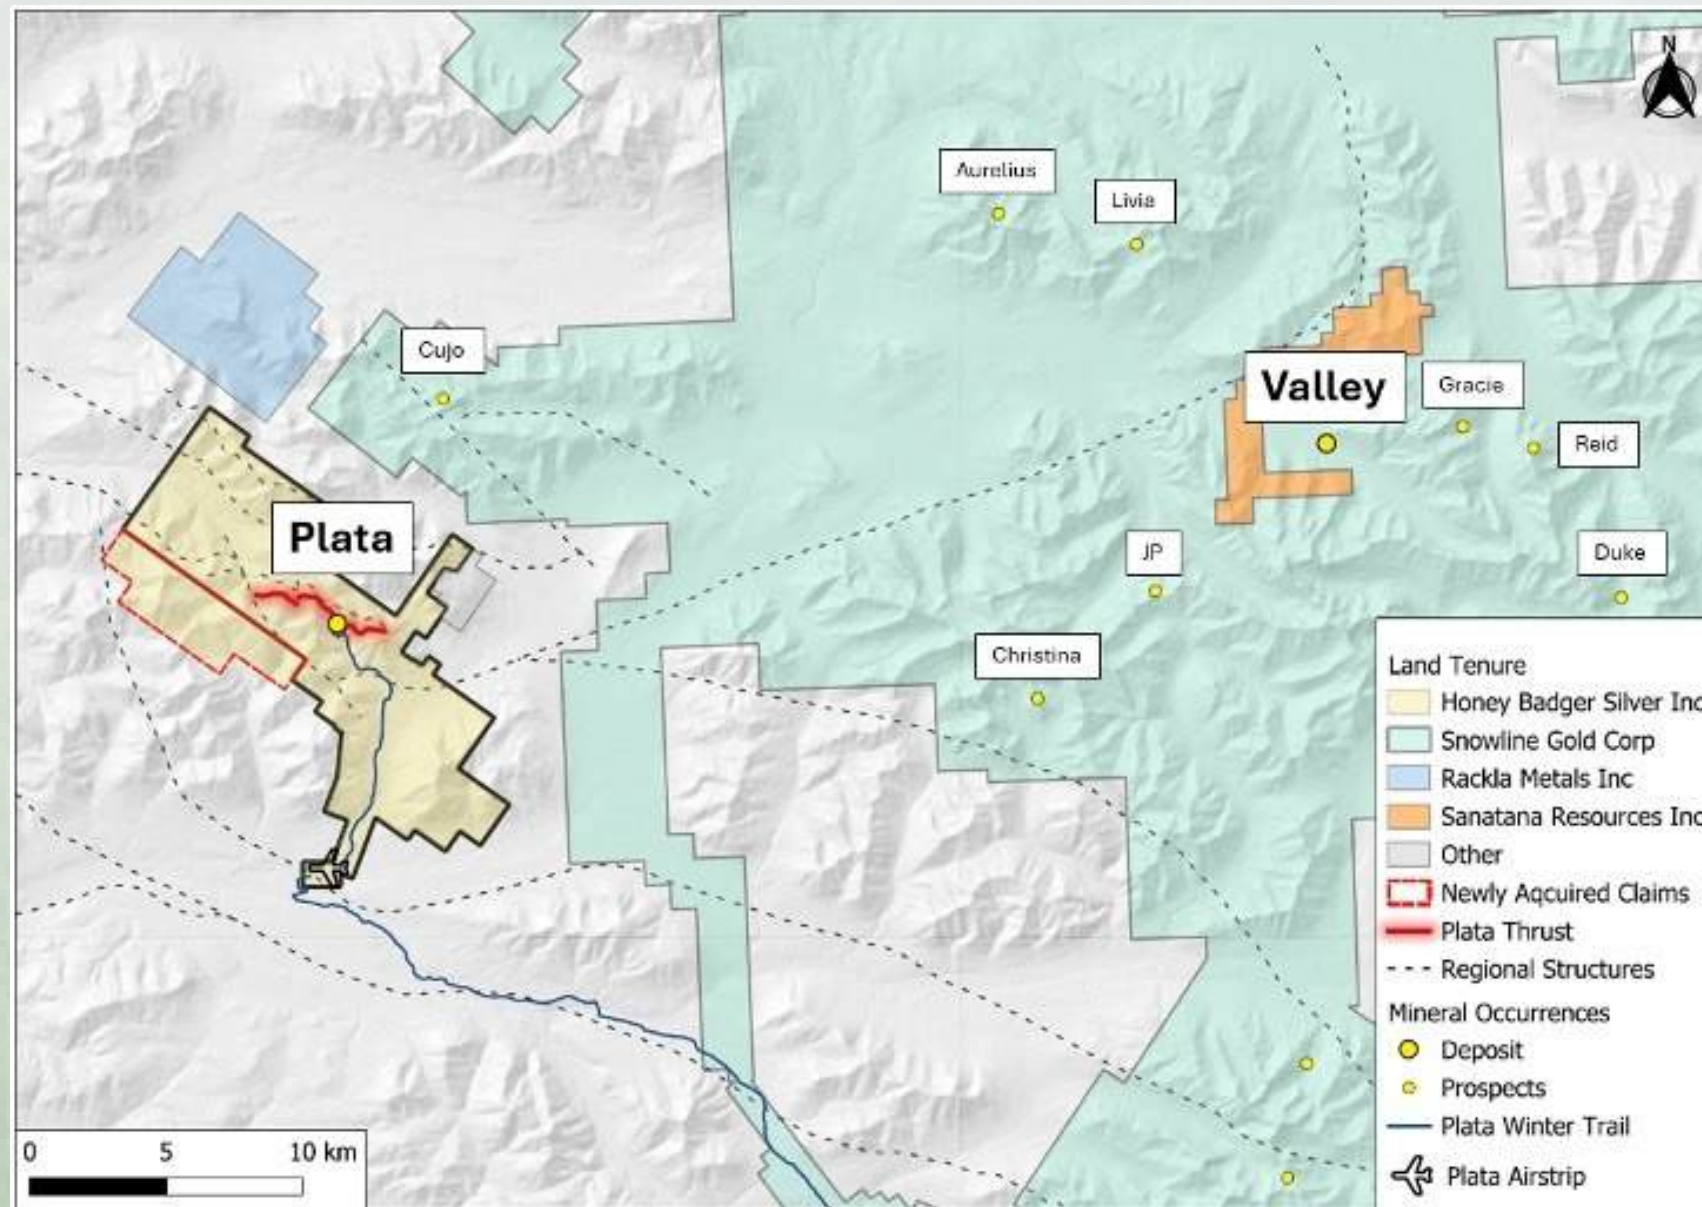 N
Aurelius
Livia
Cujo
Valley
Gracie
Reid
Plata
JP
Duke
Christina
Land Tenure
Honey Badger Silver Inc
Snowline Gold Corp
Rackla Metals Inc
Sanatana Resources Inc
Other
Newly Aqcuired Claims
Plata Thrust
Regional Structures
Mineral Occurrences
Deposit
Prospects
Plata Winter Trail
Plata Airstrip
0 5 10 km